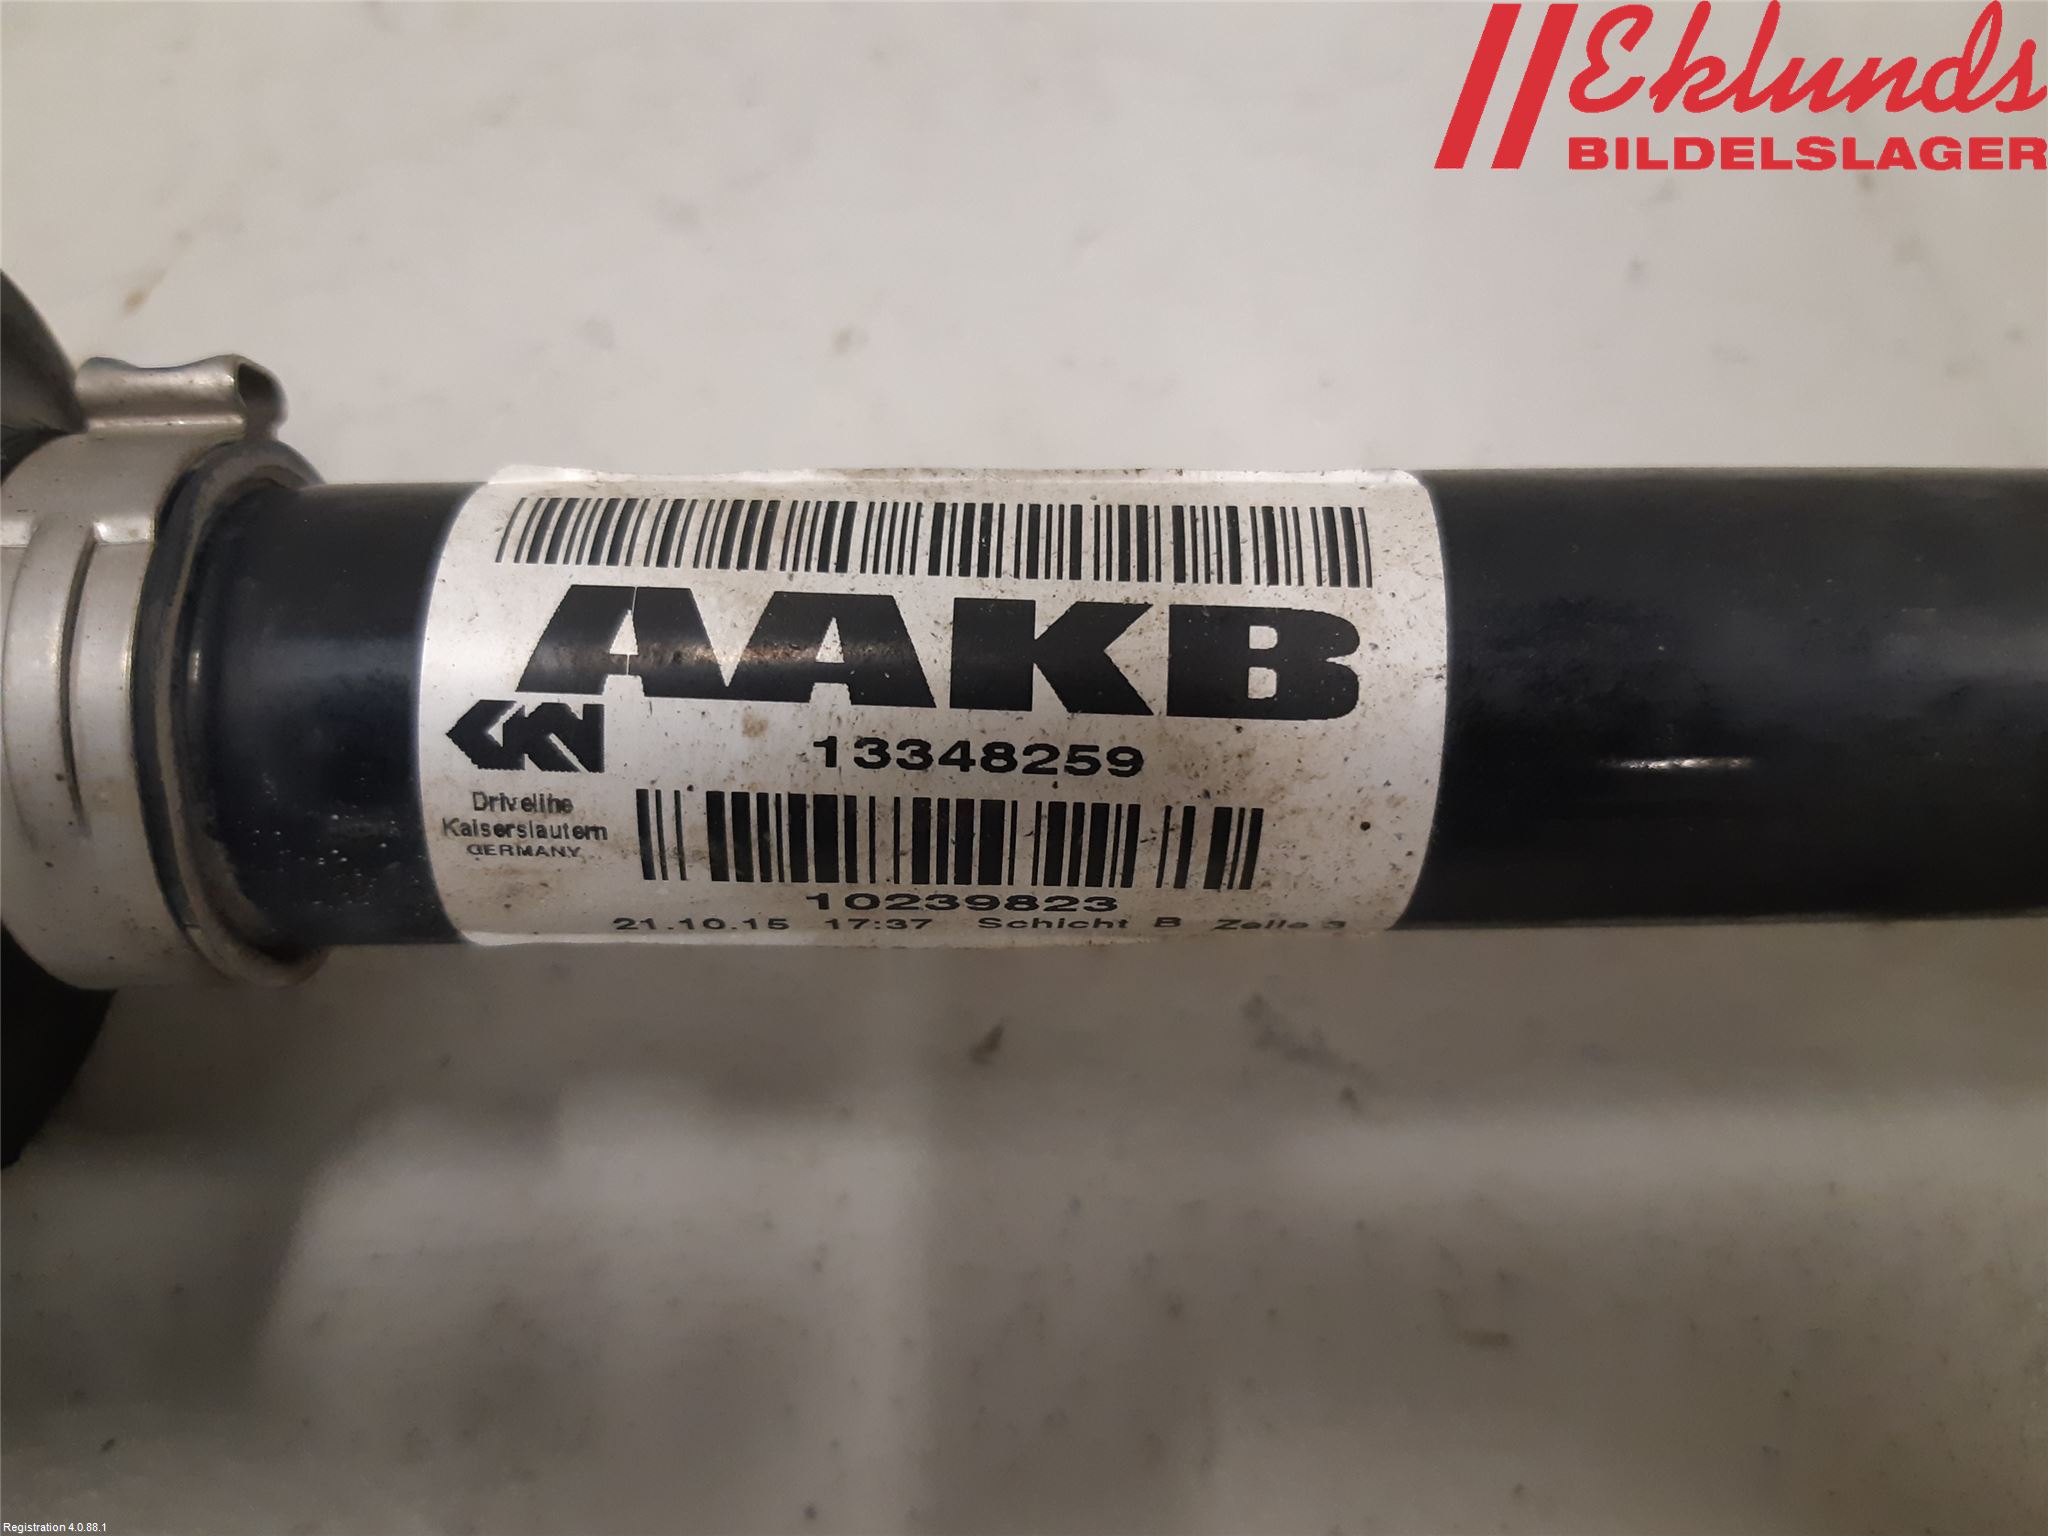 Eklunds
BILDELSLAGER
AAKB
GKN
13348259
Driveline
Kaiserslautern
GERMANY
10239823
21.10.15 17:37 Schicht B Zeile 3
Registration 4.0.88.1